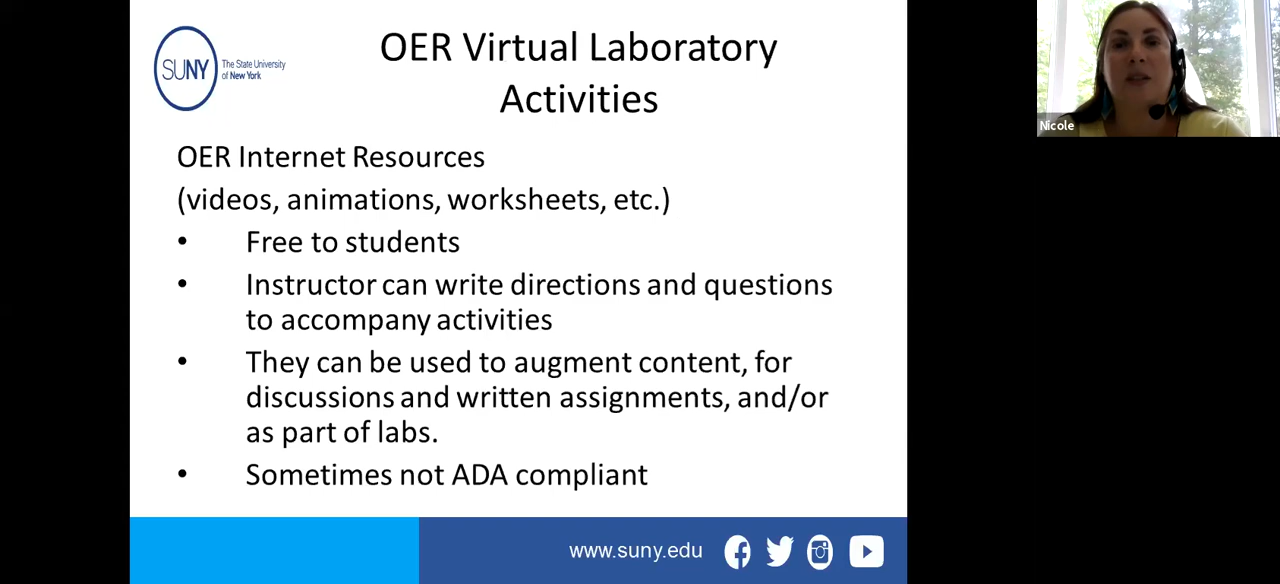 SUNY
The State University
of New York
OER Virtual Laboratory
Activities
OER Internet Resources
(videos, animations, worksheets, etc.)
• Free to students
• Instructor can write directions and questions
to accompany activities
• They can be used to augment content, for
discussions and written assignments, and/or
as part of labs.
• Sometimes not ADA compliant
www.suny.edu
Nicole